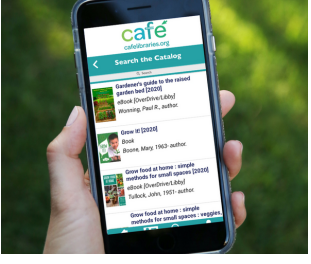 café
cafelibraries.org
Search the Catalog
Search
Gardener's guide to the raised
garden bed [2020]
eBook [OverDrive/Libby]
Wonning, Paul R., author.
Grow it! [2020]
Book
Boone, Mary, 1963- author.
Grow food at home : simple
methods for small spaces [2020]
eBook [OverDrive/Libby]
Tullock, John, 1951- author.
Grow food at home : simple
methods for small spaces : veggies,